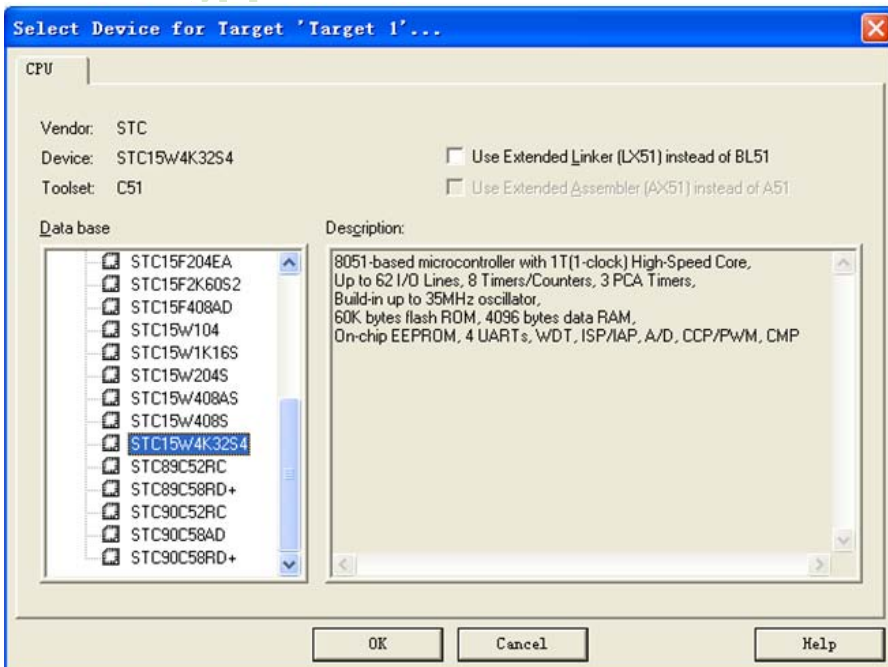 Select Device for Target 'Target 1'...
CPU
Vendor: STC
Device: STC15W4K32S4
Toolset: C51
Use Extended Linker (LX51) instead of BL51
Use Extended Assembler (AX51) instead of A51
Data base
STC15F204EA
STC15F2K60S2
STC15F408AD
STC15W104
STC15W1K16S
STC15W204S
STC15W408AS
STC15W408S
STC15W4K32S4
STC89C52RC
STC89C58RD+
STC90C52RC
STC90C58AD
STC90C58RD+
Description:
8051-based microcontroller with 1T(1-clock) High-Speed Core,
Up to 62 I/O Lines, 8 Timers/Counters, 3 PCA Timers,
Build-in up to 35MHz oscillator,
60K bytes flash ROM, 4096 bytes data RAM,
On-chip EEPROM, 4 UARTs, WDT, ISP/IAP, A/D, CCP/PWM, CMP
OK
Cancel
Help